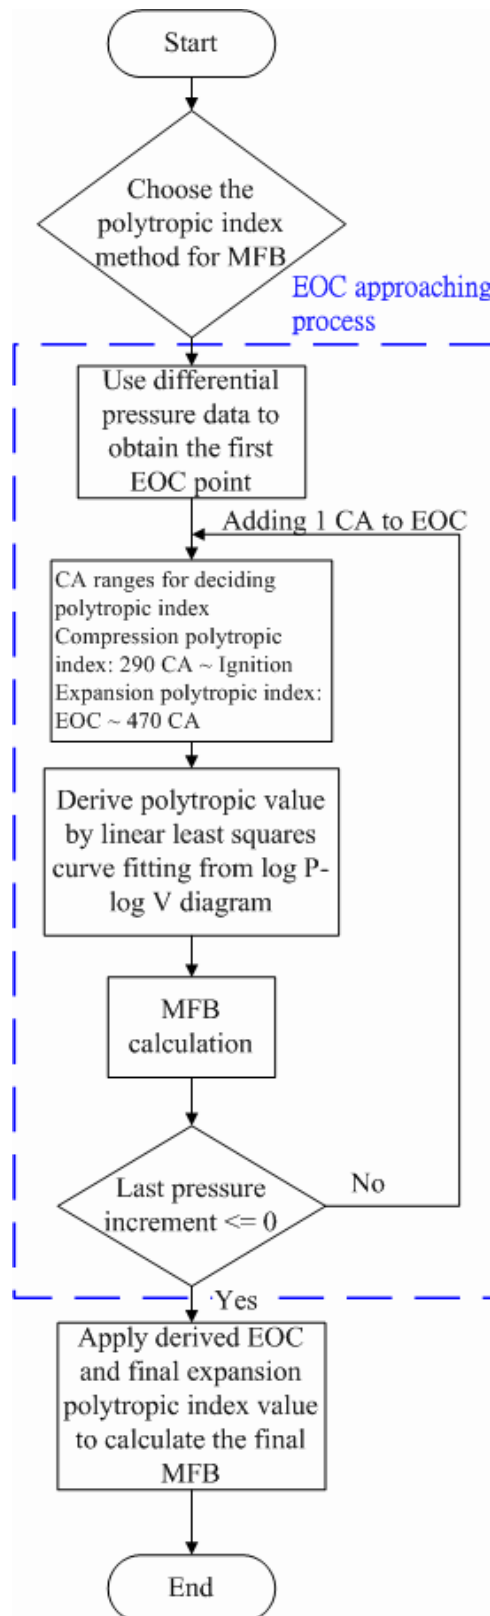 Start
Choose the
polytropic index
method for MFB
EOC approaching
process
Use differential
pressure data to
obtain the first
EOC point
Adding 1 CA to EOC
CA ranges for deciding
polytropic index
Compression polytropic
index: 290 CA ~ Ignition
Expansion polytropic index:
EOC ~ 470 CA
Derive polytropic value
by linear least squares
curve fitting from log P-
log V diagram
MFB
calculation
Last pressure
increment <= 0
No
Yes
Apply derived EOC
and final expansion
polytropic index value
to calculate the final
MFB
End